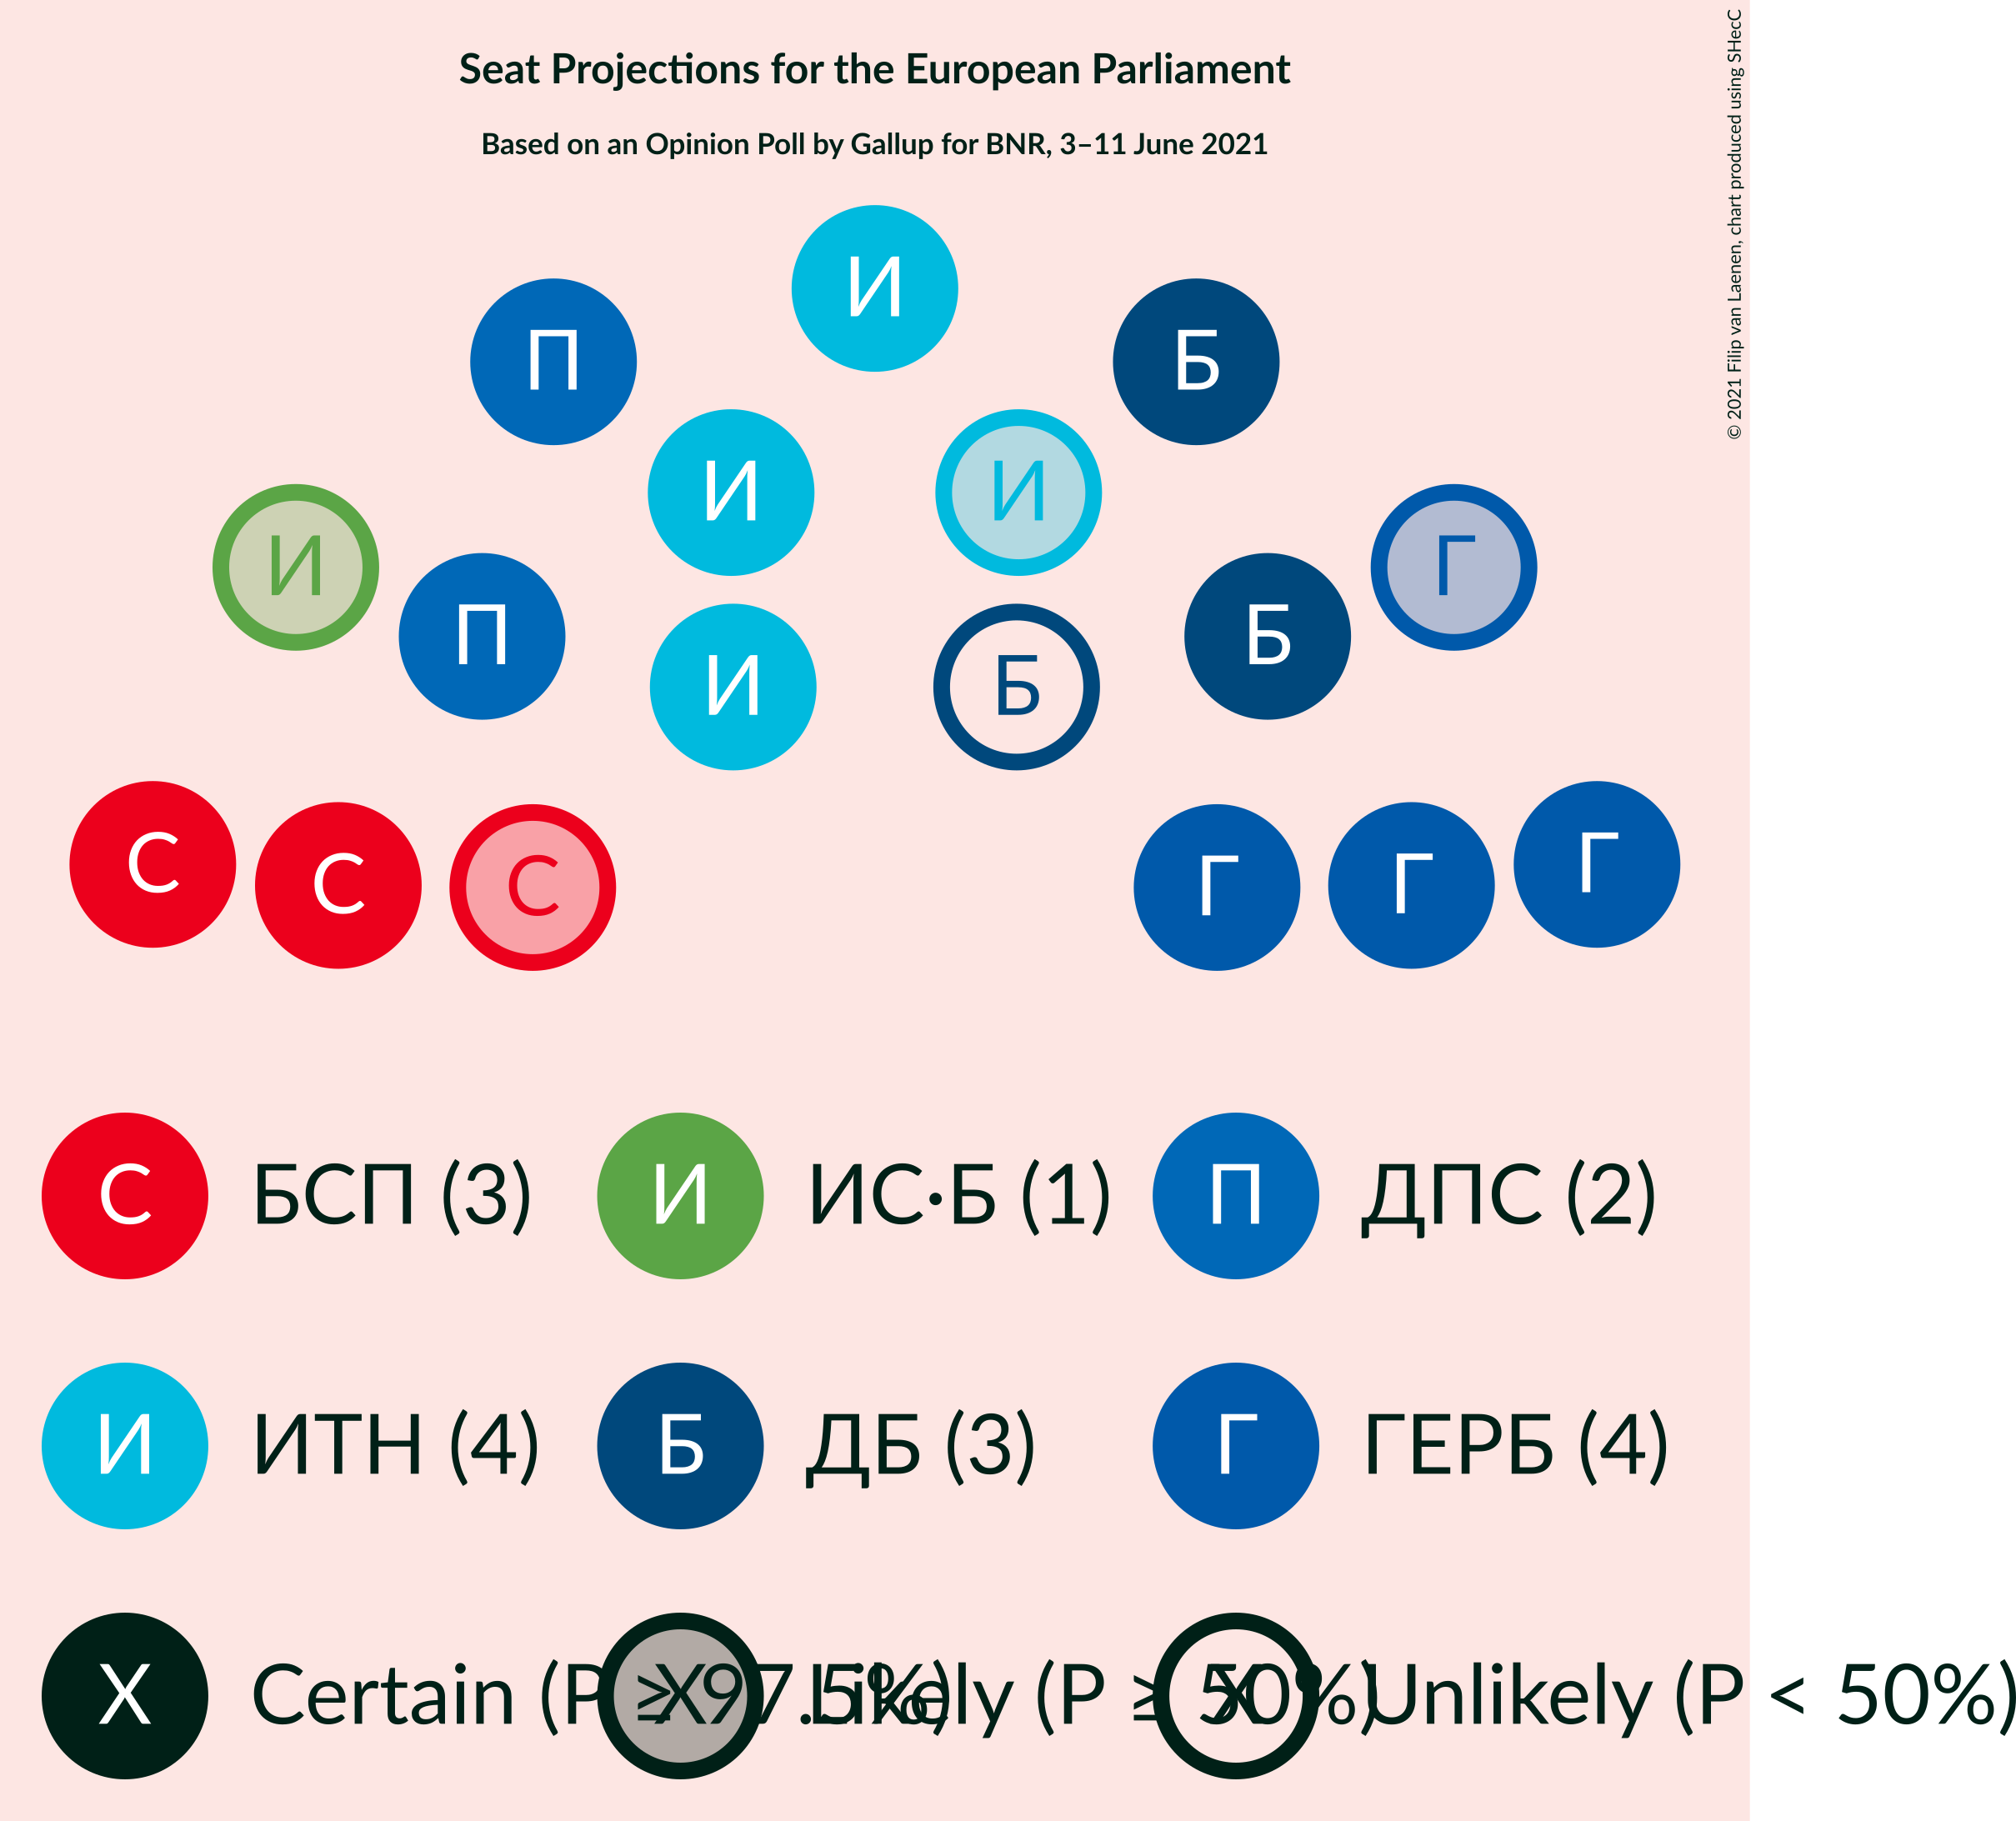 Seat Projections for the European Parliament
Based on an Opinion Poll by Gallup for BNR, 3–11 June 2021
© 2021 Filip van Laenen, chart produced using SHecC
И
П
Б
И
И
И
Г
П
Б
И
Б
С
С
С
Г
Г
Г
С БСП (3) И ИС•Б (1) П ДПС (2)
И ИТН (4) Б ДБ (3) Г ГЕРБ (4)
X Certain (P ≥ 97.5%) X Likely (P ≥ 50%) X Unlikely (P < 50%)